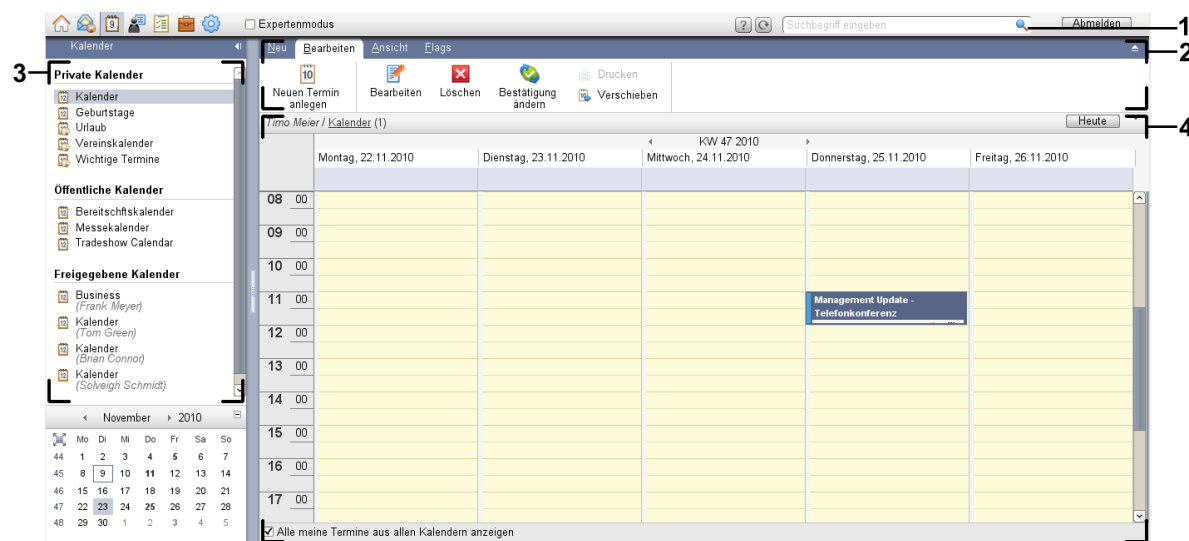 Expertenmodus
Suchbegriff eingeben
Abmelden
1
Kalender
Neu Bearbeiten Ansicht Flags
2
3
Private Kalender
Kalender
Geburtstage
Urlaub
Vereinskalender
Wichtige Termine
Öffentliche Kalender
Bereitschftskalender
Messekalender
Tradeshow Calendar
Freigegebene Kalender
Business
(Frank Meyer)
Kalender
(Tom Green)
Kalender
(Brian Connor)
Kalender
(Solveigh Schmidt)
November 2010
Mo Di Mi Do Fr Sa So
44 1 2 3 4 5 6 7
45 8 9 10 11 12 13 14
46 15 16 17 18 19 20 21
47 22 23 24 25 26 27 28
48 29 30 1 2 3 4 5
10
Neuen Termin
anlegen
Bearbeiten
Löschen
Bestätigung
ändern
Drucken
Verschieben
Timo Meier / Kalender (1)
Heute
4
KW 47 2010
Montag, 22.11.2010 Dienstag, 23.11.2010 Mittwoch, 24.11.2010 Donnerstag, 25.11.2010 Freitag, 26.11.2010
08 00
09 00
10 00
11 00
Management Update -
Telefonkonferenz
12 00
13 00
14 00
15 00
16 00
17 00
Alle meine Termine aus allen Kalendern anzeigen